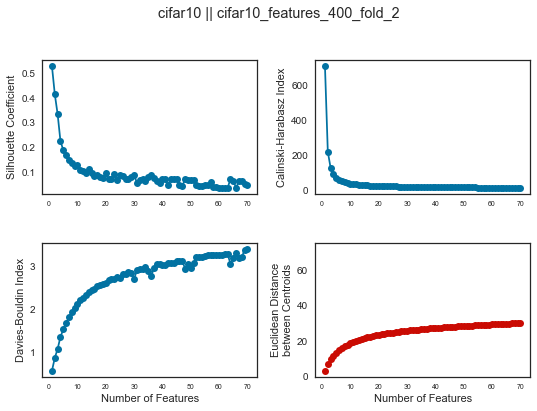 cifar10 || cifar10_features_400_fold_2
Silhouette Coefficient
0.5
0.4
0.3
0.2
0.1
0 10 20 30 40 50 60 70
Calinski-Harabasz Index
600
400
200
0
0 10 20 30 40 50 60 70
Davies-Bouldin Index
3
2
1
0 10 20 30 40 50 60 70
Number of Features
Euclidean Distance
between Centroids
60
40
20
0
0 10 20 30 40 50 60 70
Number of Features